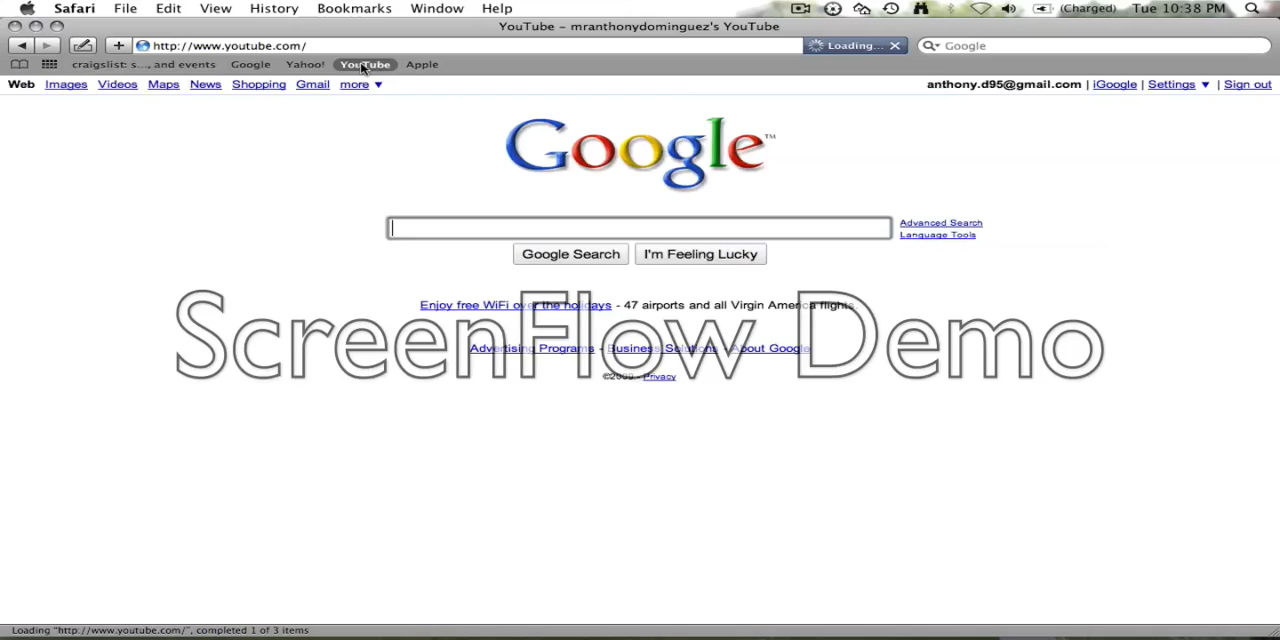 Safari File Edit View History Bookmarks Window Help (Charged) Tue 10:38 PM
YouTube – mranthonydominguez's YouTube
http://www.youtube.com/ Loading... Google
craigslist: s..., and events Google Yahoo! YouTube Apple
Web Images Videos Maps News Shopping Gmail more ▼ anthony.d95@gmail.com | iGoogle | Settings ▼ | Sign out
Google™
Advanced Search
Language Tools
Google Search I'm Feeling Lucky
Enjoy free WiFi over the holidays - 47 airports and all Virgin America flights
ScreenFlow Demo
Advertising Programs - Business Solutions - About Google
©2009 - Privacy
Loading "http://www.youtube.com/", completed 1 of 3 items